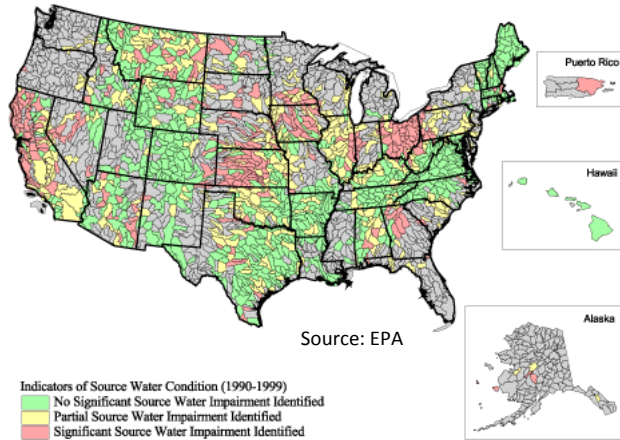 Puerto Rico
Hawaii
Alaska
Source: EPA
Indicators of Source Water Condition (1990-1999)
No Significant Source Water Impairment Identified
Partial Source Water Impairment Identified
Significant Source Water Impairment Identified